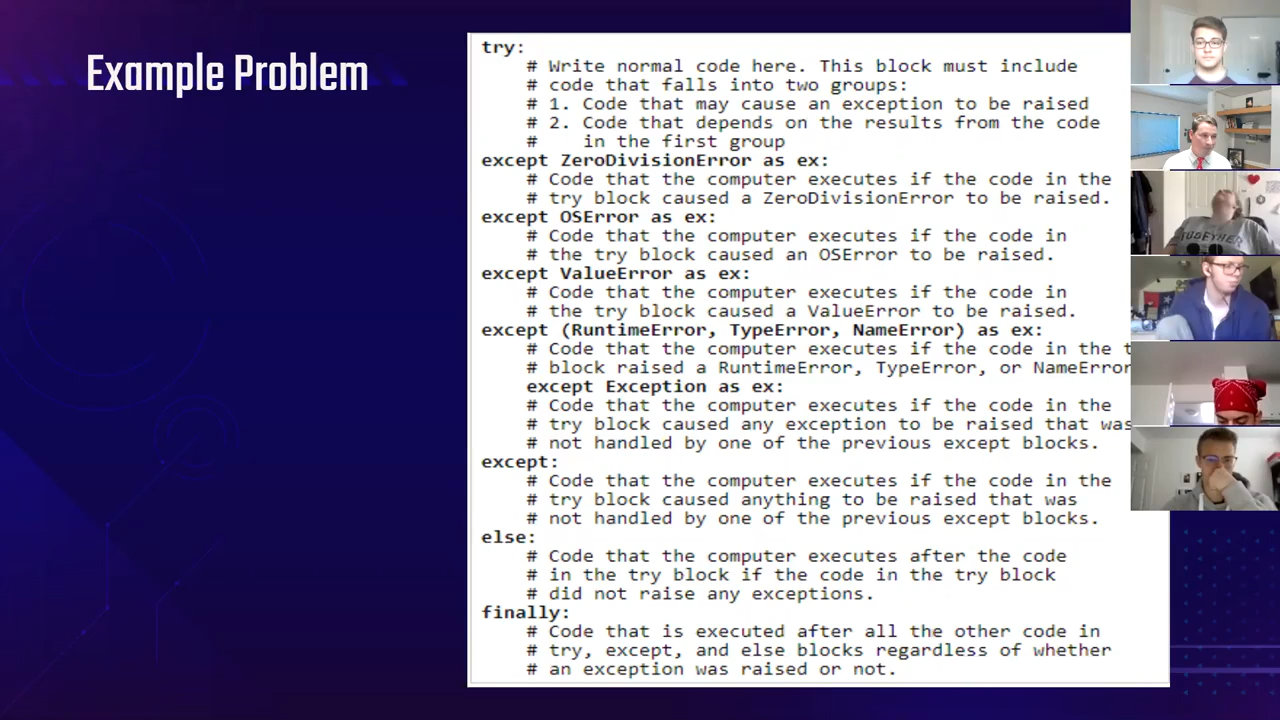 Example Problem
try:
# Write normal code here. This block must include
# code that falls into two groups:
# 1. Code that may cause an exception to be raised
# 2. Code that depends on the results from the code
# in the first group
except ZeroDivisionError as ex:
# Code that the computer executes if the code in the
# try block caused a ZeroDivisionError to be raised.
except OSError as ex:
# Code that the computer executes if the code in
# the try block caused an OSError to be raised.
except ValueError as ex:
# Code that the computer executes if the code in
# the try block caused a ValueError to be raised.
except (RuntimeError, TypeError, NameError) as ex:
# Code that the computer executes if the code in the t
# block raised a RuntimeError, TypeError, or NameError
except Exception as ex:
# Code that the computer executes if the code in the
# try block caused any exception to be raised that was
# not handled by one of the previous except blocks.
except:
# Code that the computer executes if the code in the
# try block caused anything to be raised that was
# not handled by one of the previous except blocks.
else:
# Code that the computer executes after the code
# in the try block if the code in the try block
# did not raise any exceptions.
finally:
# Code that is executed after all the other code in
# try, except, and else blocks regardless of whether
# an exception was raised or not.
TOGETHER